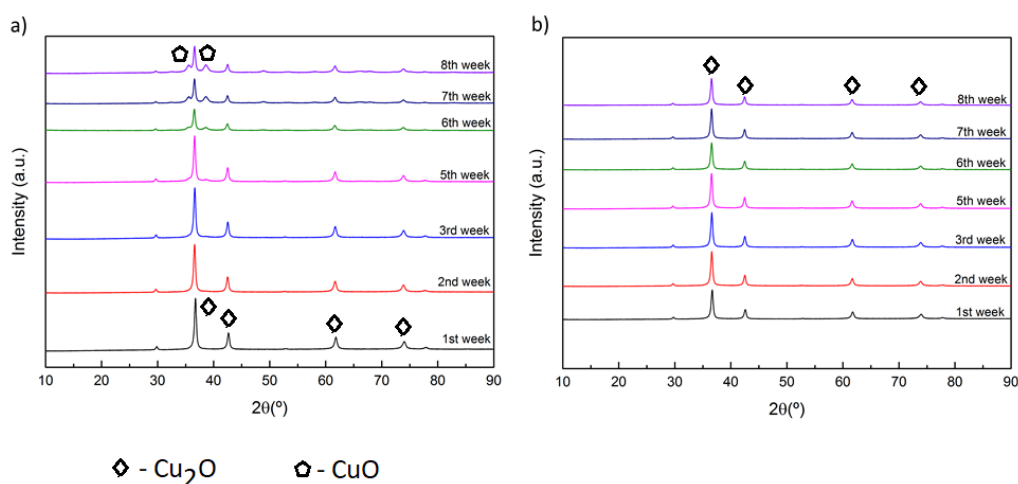 a)
8th week
7th week
6th week
5th week
3rd week
2nd week
1st week
Intensity (a.u.)
10 20 30 40 50 60 70 80 90
2θ(º)
b)
8th week
7th week
6th week
5th week
3rd week
2nd week
1st week
Intensity (a.u.)
10 20 30 40 50 60 70 80 90
2θ(º)
- Cu2O
- CuO